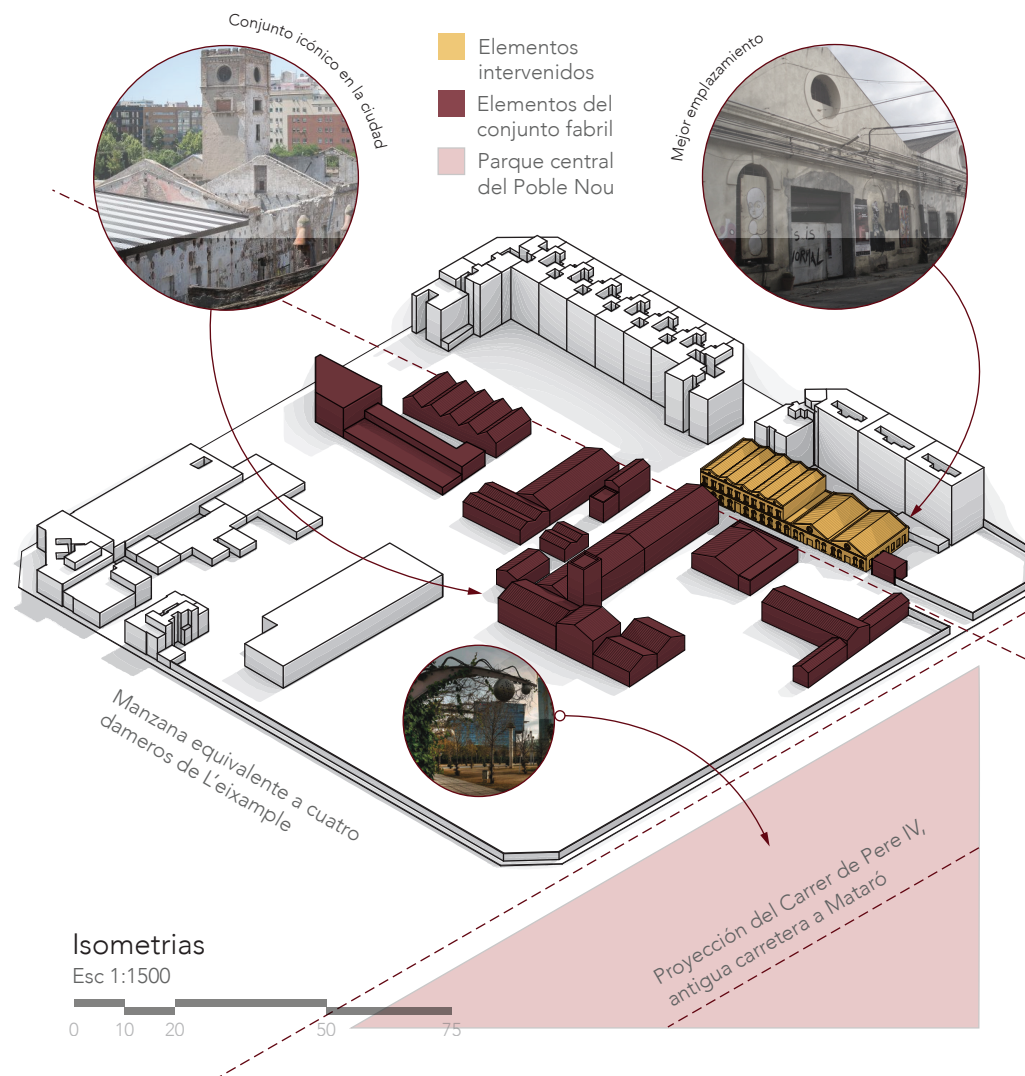 Conjunto icónico en la ciudad
Elementos
intervenidos
Elementos del
conjunto fabril
Parque central
del Poble Nou
Mejor emplazamiento
S IS
NORMAL
Manzana equivalente a cuatro
dameros de L'eixample
Proyección del Carrer de Pere IV,
antigua carretera a Mataró
Isometrias
Esc 1:1500
0 10 20 50 75